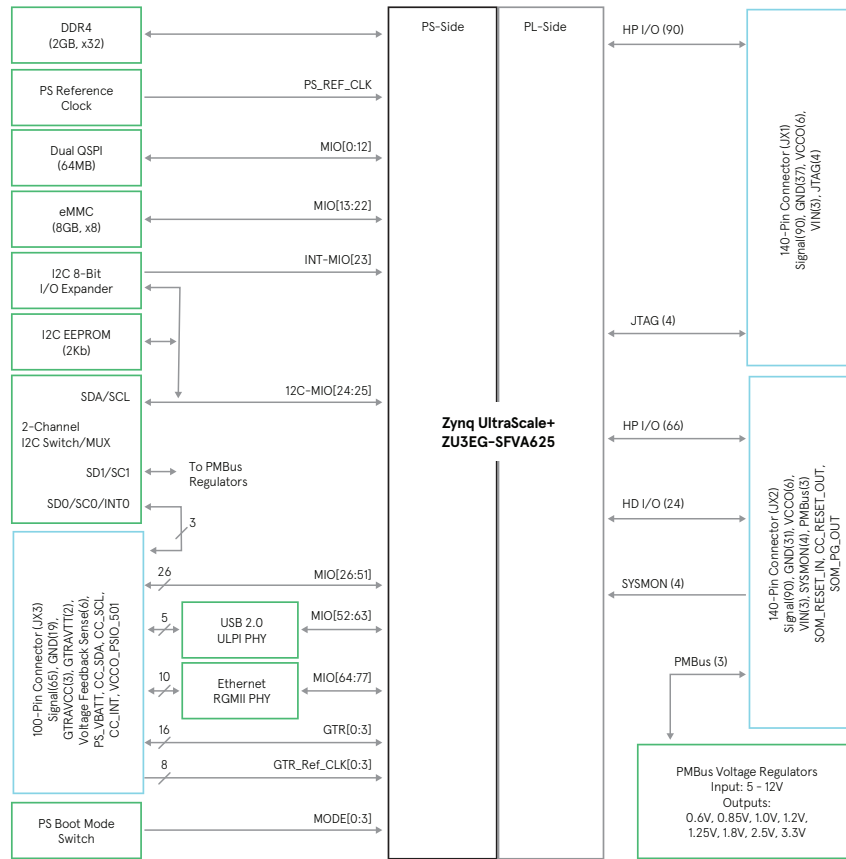 DDR4
(2GB, x32)
PS Reference
Clock
PS_REF_CLK
Dual QSPI
(64MB)
MIO[0:12]
eMMC
(8GB, x8)
MIO[13:22]
I2C 8-Bit
I/O Expander
INT-MIO[23]
I2C EEPROM
(2Kb)
SDA/SCL
12C-MIO[24:25]
2-Channel
I2C Switch/MUX
SD1/SC1
To PMBus
Regulators
SD0/SC0/INT0
3
100-Pin Connector (JX3)
Signal(65), GND(19),
GTRAVCC(3), GTRAVTT(2),
Voltage Feedback Sense(6),
PS_VBATT, CC_SDA, CC_SCL,
CC_INT, VCCO_PSIO_501
26
MIO[26:51]
5
USB 2.0
ULPI PHY
MIO[52:63]
10
Ethernet
RGMII PHY
MIO[64:77]
16
GTR[0:3]
8
GTR_Ref_CLK[0:3]
PS Boot Mode
Switch
MODE[0:3]
PS-Side
PL-Side
Zynq UltraScale+
ZU3EG-SFVA625
HP I/O (90)
JTAG (4)
140-Pin Connector (JX1)
Signal(90), GND(37), VCCO(6),
VIN(3), JTAG(4)
HP I/O (66)
HD I/O (24)
SYSMON (4)
PMBus (3)
140-Pin Connector (JX2)
Signal(90), GND(31), VCCO(6),
VIN(3), SYSMON(4), PMBus(3)
SOM_RESET_IN, CC_RESET_OUT,
SOM_PG_OUT
PMBus Voltage Regulators
Input: 5 - 12V
Outputs:
0.6V, 0.85V, 1.0V, 1.2V,
1.25V, 1.8V, 2.5V, 3.3V